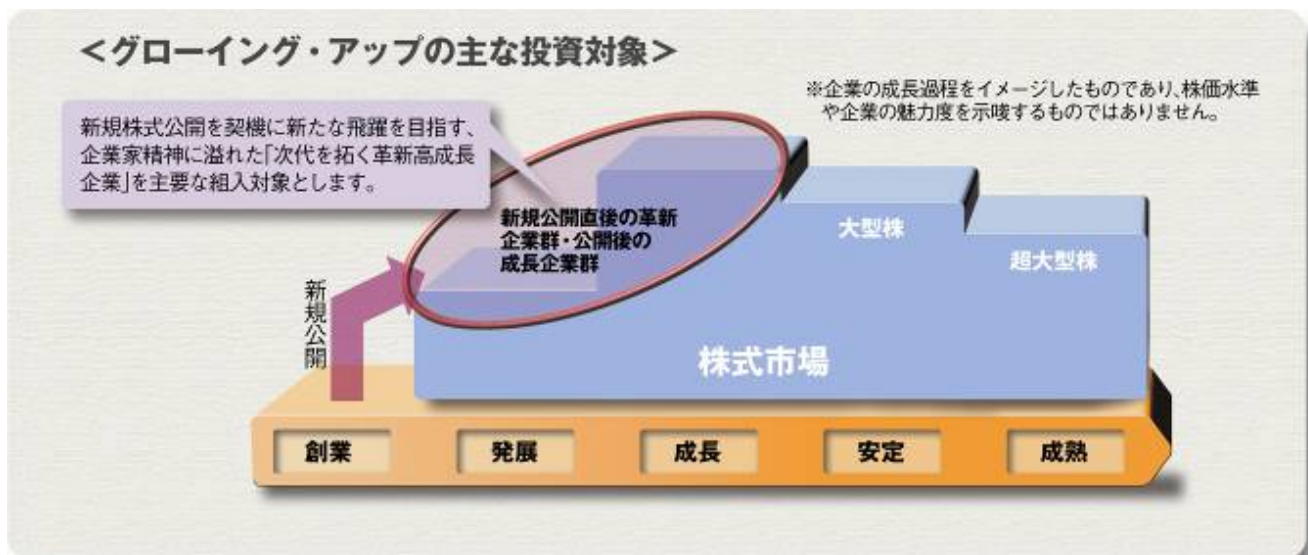 ＜グローイング・アップの主な投資対象＞
※企業の成長過程をイメージしたものであり、株価水準
や企業の魅力度を示唆するものではありません。
新規株式公開を契機に新たな飛躍を目指す、
企業家精神に溢れた「次代を拓く革新高成長
企業」を主要な組入対象とします。
新規公開直後の革新
企業群・公開後の
成長企業群
大型株
超大型株
新規公開
株式市場
創業
発展
成長
安定
成熟